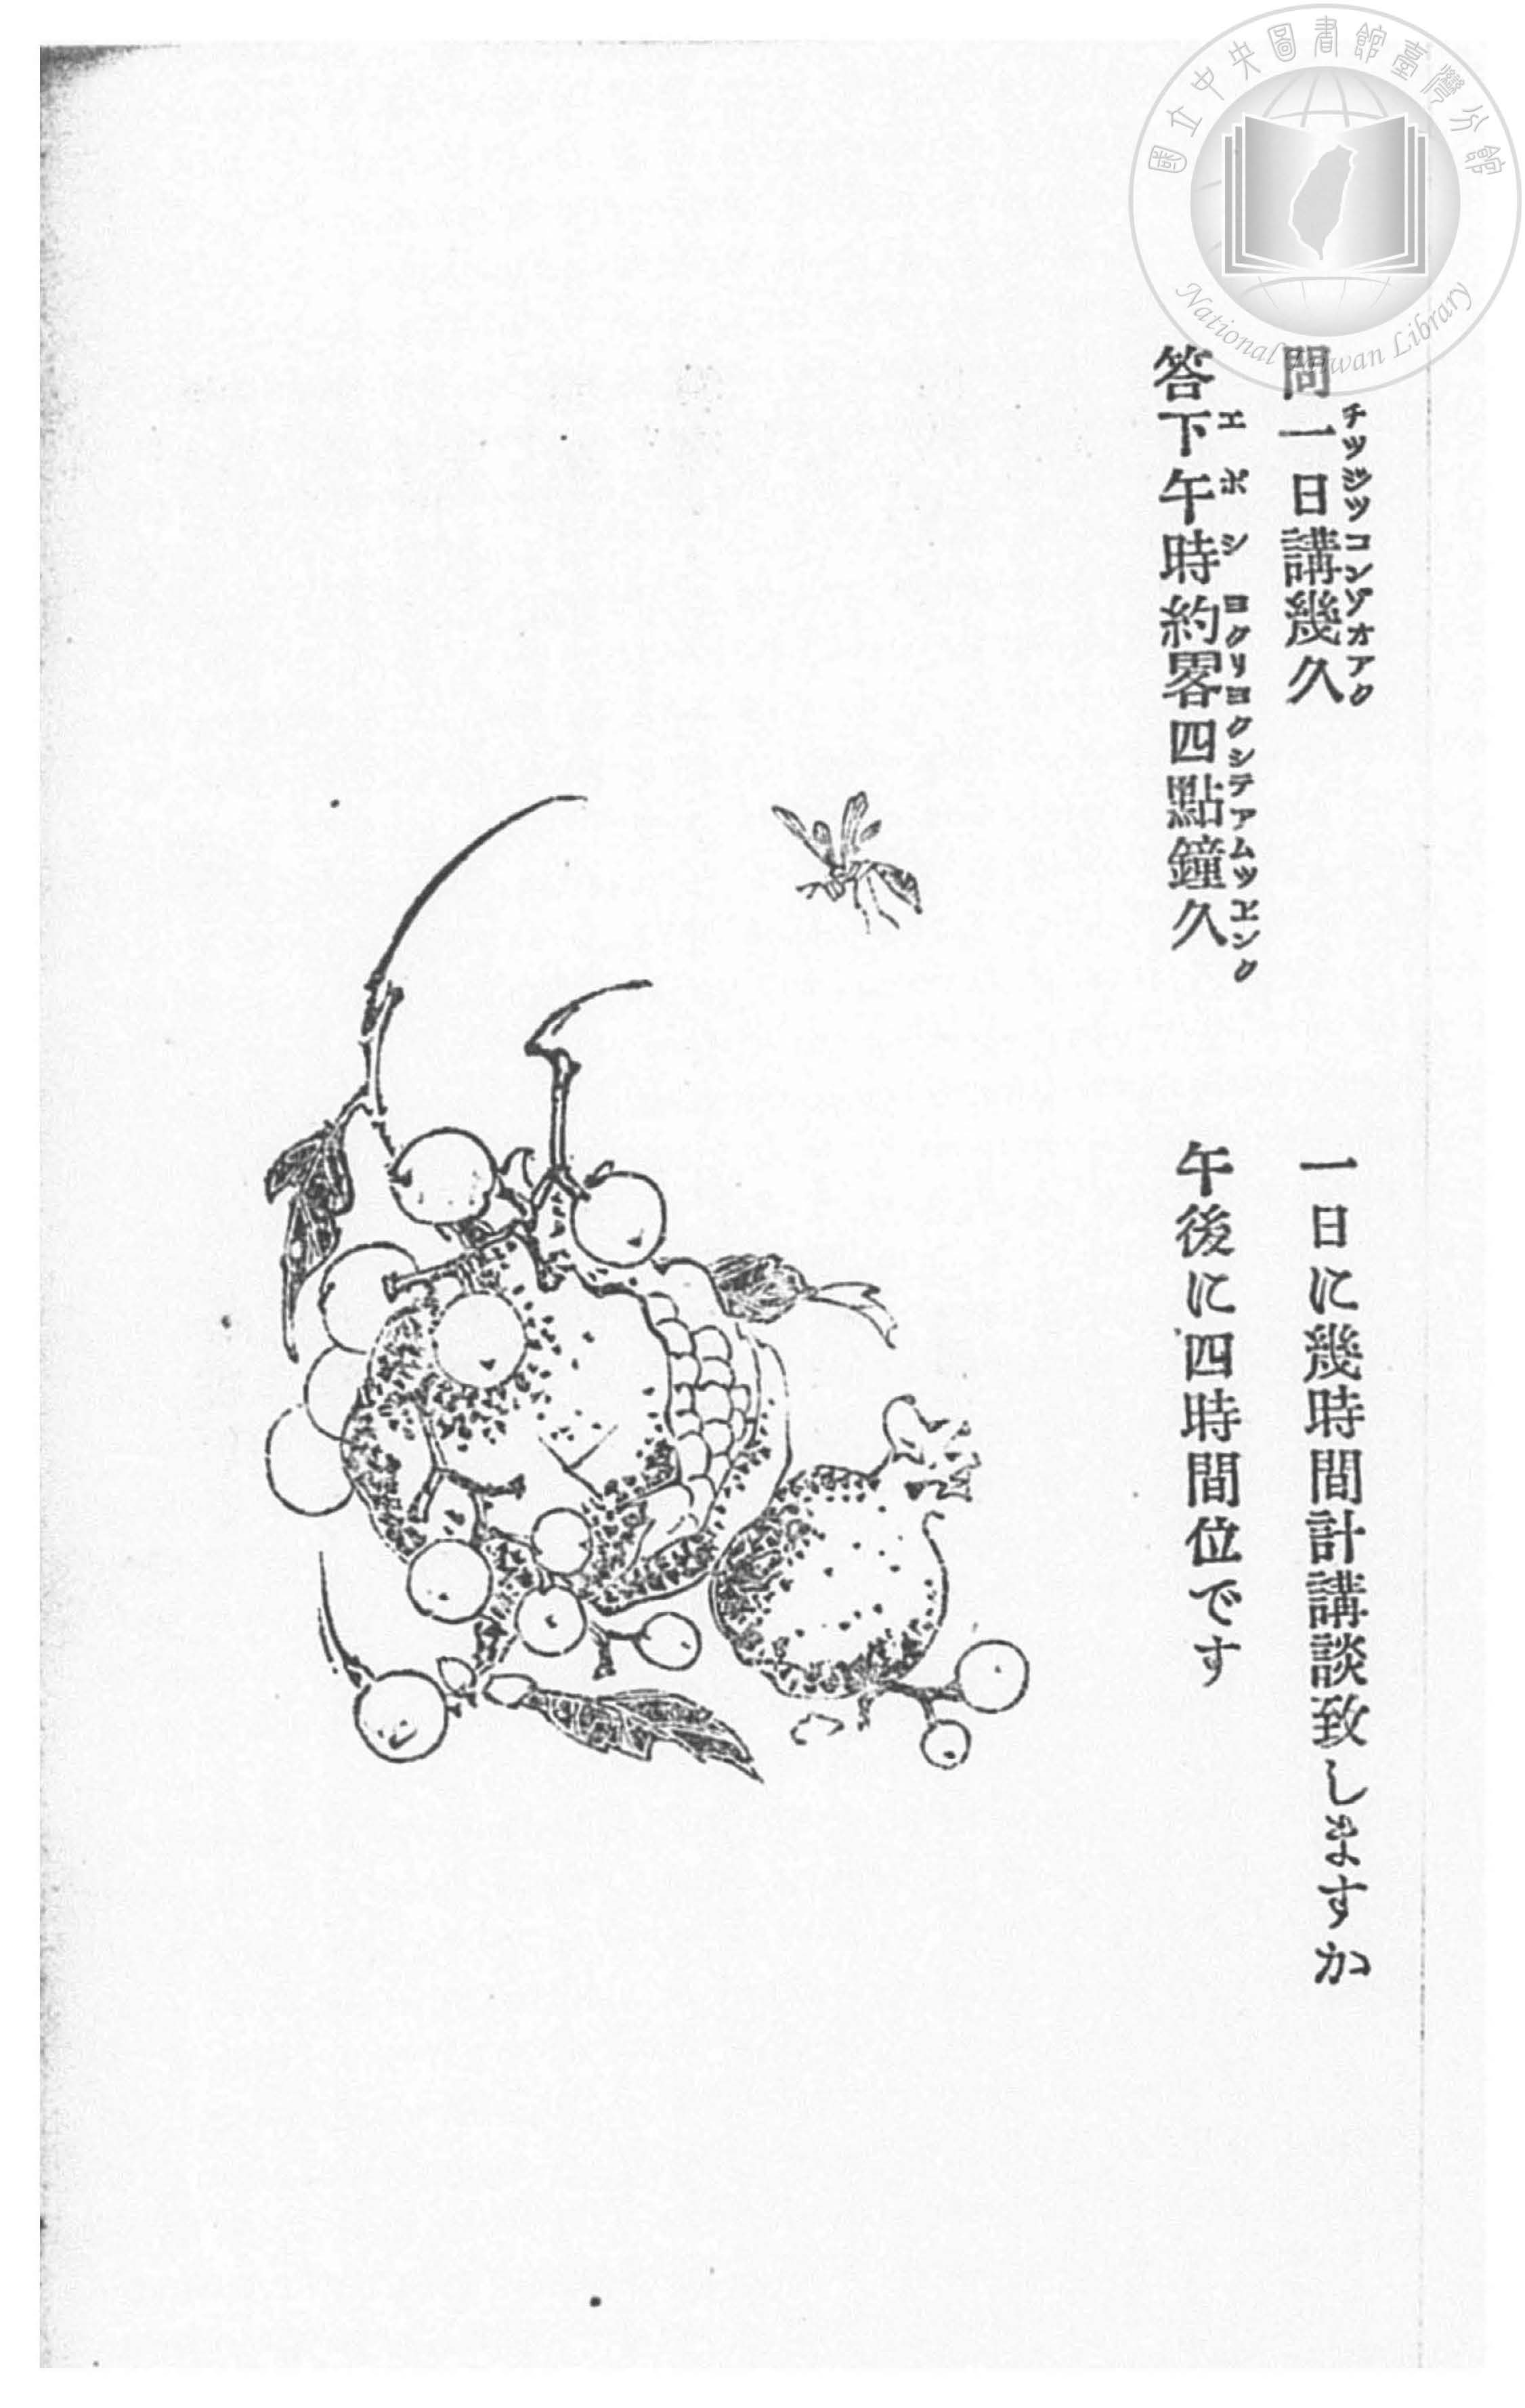 國立中央圖書館臺灣分館
National Taiwan Library
問一日講幾久
チツジツコンゾオアク
一日に幾時間計講談致しますか
答下午時約畧四點鐘久
エポシヨクリヨクシテアムツエンク
午後に四時間位です